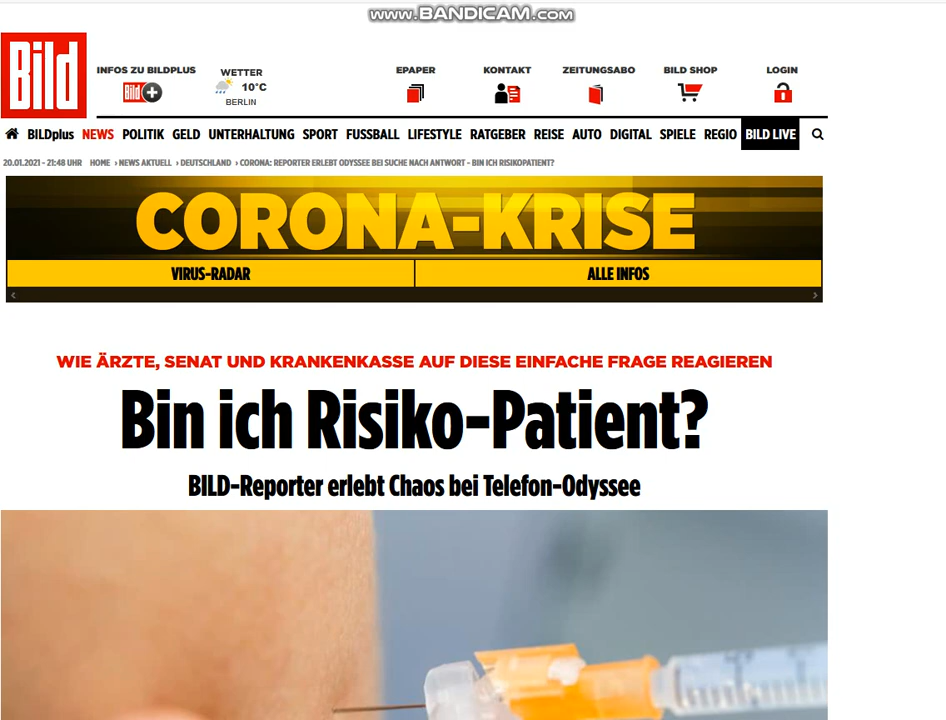 www.BANDICAM.com
Bild
INFOS ZU BILDPLUS
Bild+
WETTER
10°C
BERLIN
EPAPER
KONTAKT
ZEITUNGSABO
BILD SHOP
LOGIN
BILDplus NEWS POLITIK GELD UNTERHALTUNG SPORT FUSSBALL LIFESTYLE RATGEBER REISE AUTO DIGITAL SPIELE REGIO BILD LIVE
20.01.2021 - 21:48 UHR HOME › NEWS AKTUELL › DEUTSCHLAND › CORONA: REPORTER ERLEBT ODYSSEE BEI SUCHE NACH ANTWORT - BIN ICH RISIKOPATIENT?
CORONA-KRISE
VIRUS-RADAR
ALLE INFOS
WIE ÄRZTE, SENAT UND KRANKENKASSE AUF DIESE EINFACHE FRAGE REAGIEREN
Bin ich Risiko-Patient?
BILD-Reporter erlebt Chaos bei Telefon-Odyssee